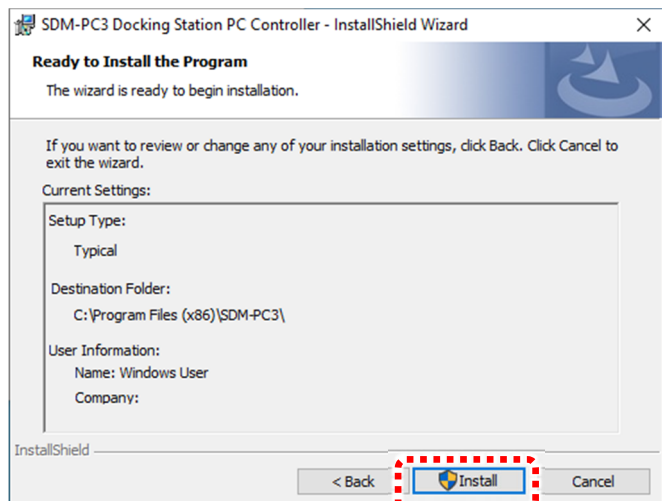 SDM-PC3 Docking Station PC Controller - InstallShield Wizard
Ready to Install the Program
The wizard is ready to begin installation.
If you want to review or change any of your installation settings, click Back. Click Cancel to
exit the wizard.
Current Settings:
Setup Type:
Typical
Destination Folder:
C:\Program Files (x86)\SDM-PC3\
User Information:
Name: Windows User
Company:
InstallShield
< Back
Install
Cancel